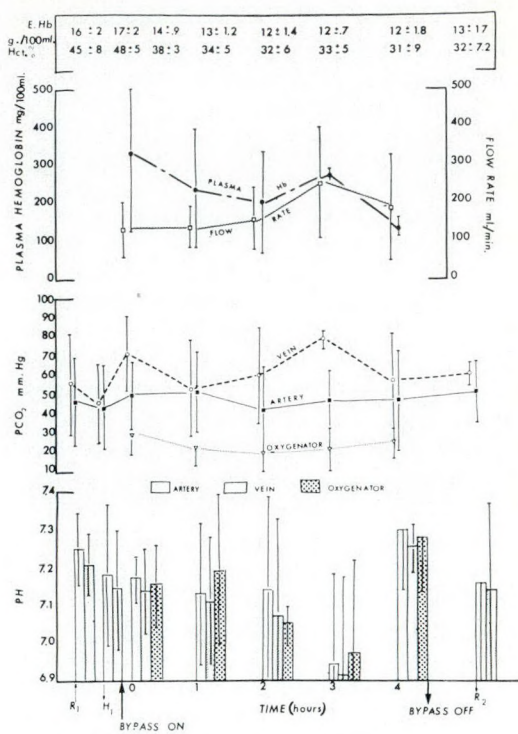 E. Hb
g./100ml.
16 ± 2 17±2 14±.9 13±1.2 12±1.4 12±.7 12±1.8 13±1.7
Hct.
45 ± 8 48±5 38±3 34±5 32±6 33±5 31±9 32±7.2
PLASMA HEMOGLOBIN mg/100ml.
500
400
300
200
100
0
PLASMA Hb
FLOW RATE
500
400
300
200
100
0
FLOW RATE ml/min.
PCO2 mm. Hg
100
90
80
70
60
50
40
30
20
10
VEIN
ARTERY
OXYGENATOR
ARTERY VEIN OXYGENATOR
PH
7.4
7.3
7.2
7.1
7.0
6.9
0 1 2 3 4
R1 H1 TIME (hours) R2
BYPASS ON BYPASS OFF